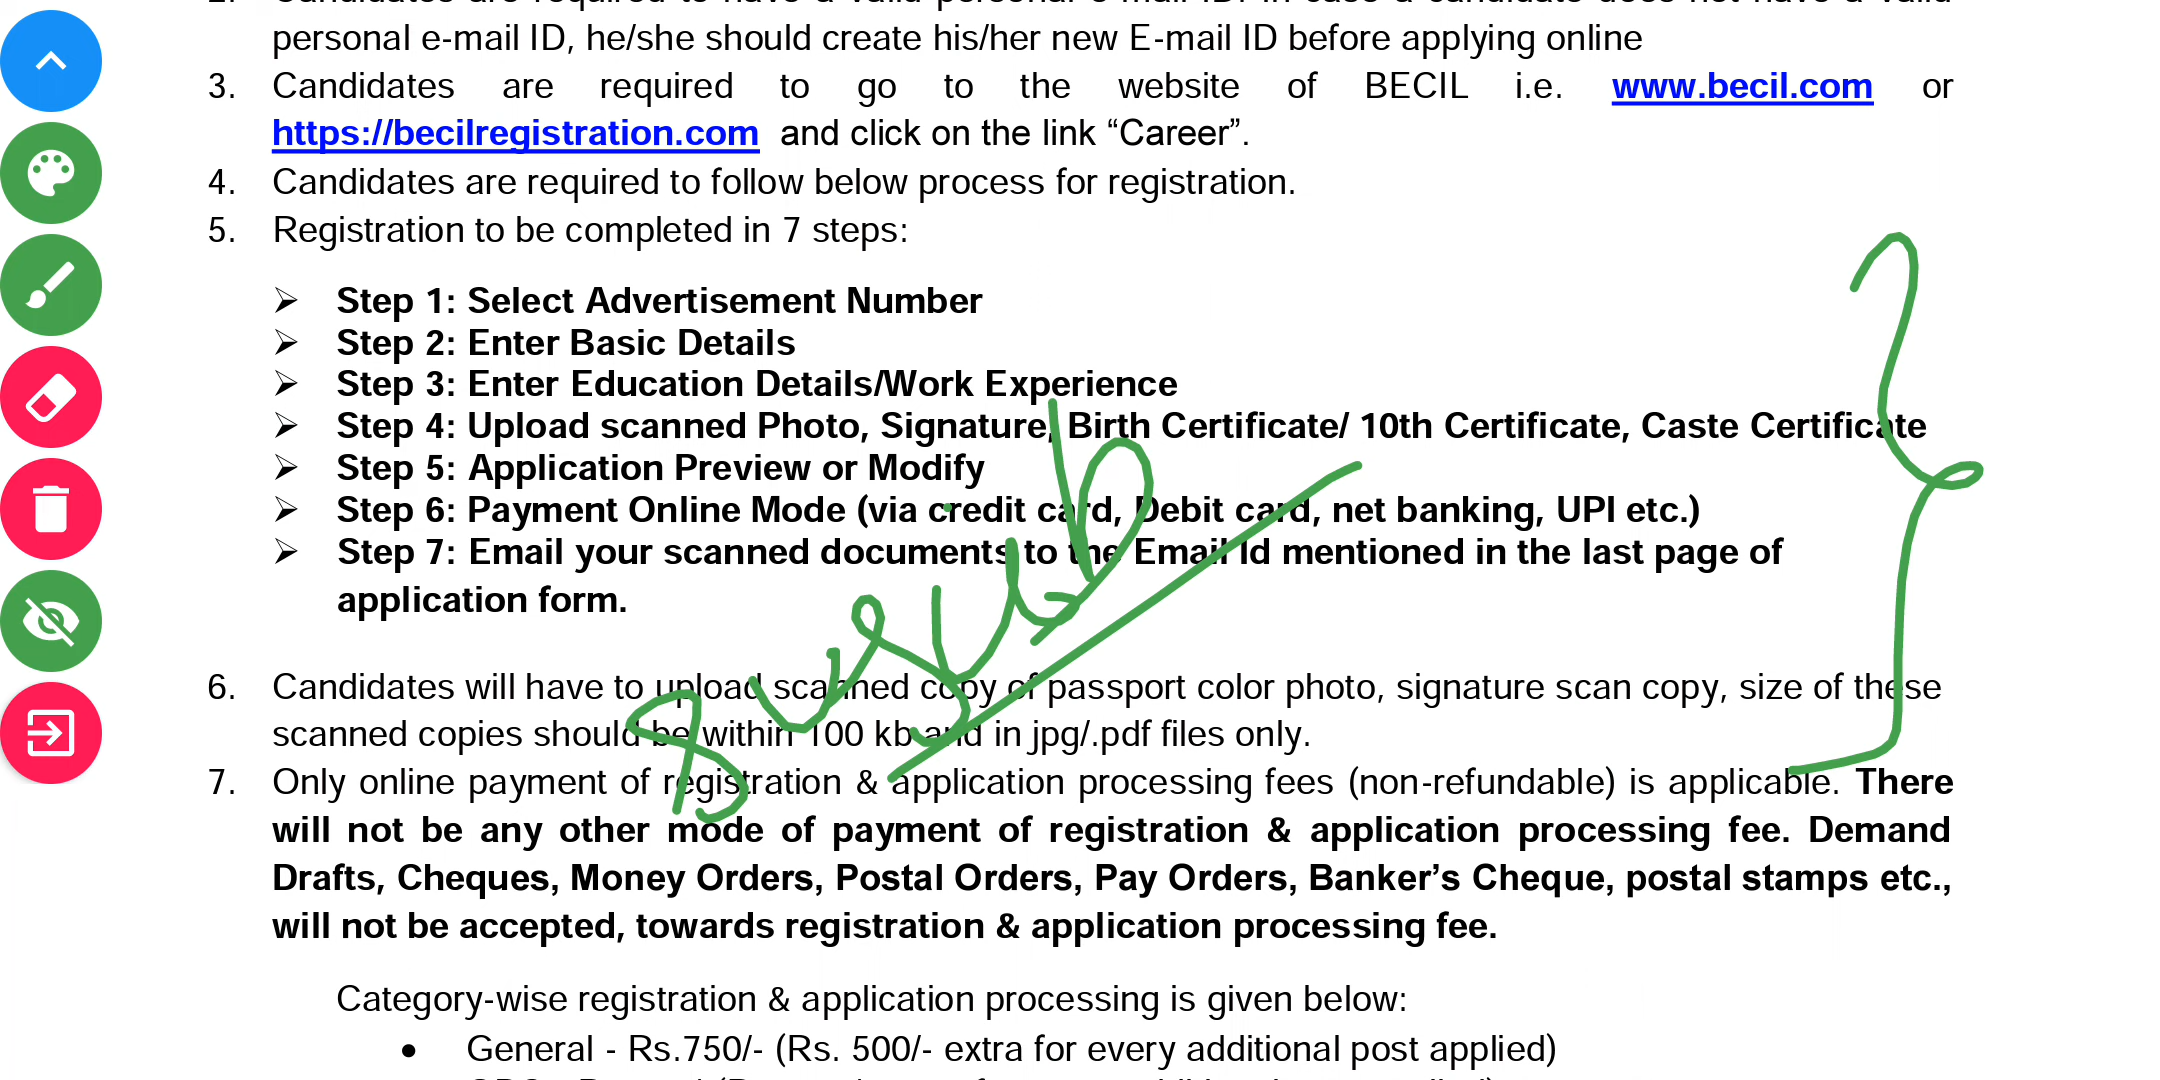 personal e-mail ID, he/she should create his/her new E-mail ID before applying online
3. Candidates are required to go to the website of BECIL i.e. www.becil.com or
https://becilregistration.com and click on the link “Career”.
4. Candidates are required to follow below process for registration.
5. Registration to be completed in 7 steps:
➢ Step 1: Select Advertisement Number
➢ Step 2: Enter Basic Details
➢ Step 3: Enter Education Details/Work Experience
➢ Step 4: Upload scanned Photo, Signature, Birth Certificate/ 10th Certificate, Caste Certificate
➢ Step 5: Application Preview or Modify
➢ Step 6: Payment Online Mode (via credit card, Debit card, net banking, UPI etc.)
➢ Step 7: Email your scanned documents to the Email Id mentioned in the last page of
application form.
6. Candidates will have to upload scanned copy of passport color photo, signature scan copy, size of these
scanned copies should be within 100 kb and in jpg/.pdf files only.
7. Only online payment of registration & application processing fees (non-refundable) is applicable. There
will not be any other mode of payment of registration & application processing fee. Demand
Drafts, Cheques, Money Orders, Postal Orders, Pay Orders, Banker’s Cheque, postal stamps etc.,
will not be accepted, towards registration & application processing fee.
Category-wise registration & application processing is given below:
• General - Rs.750/- (Rs. 500/- extra for every additional post applied)